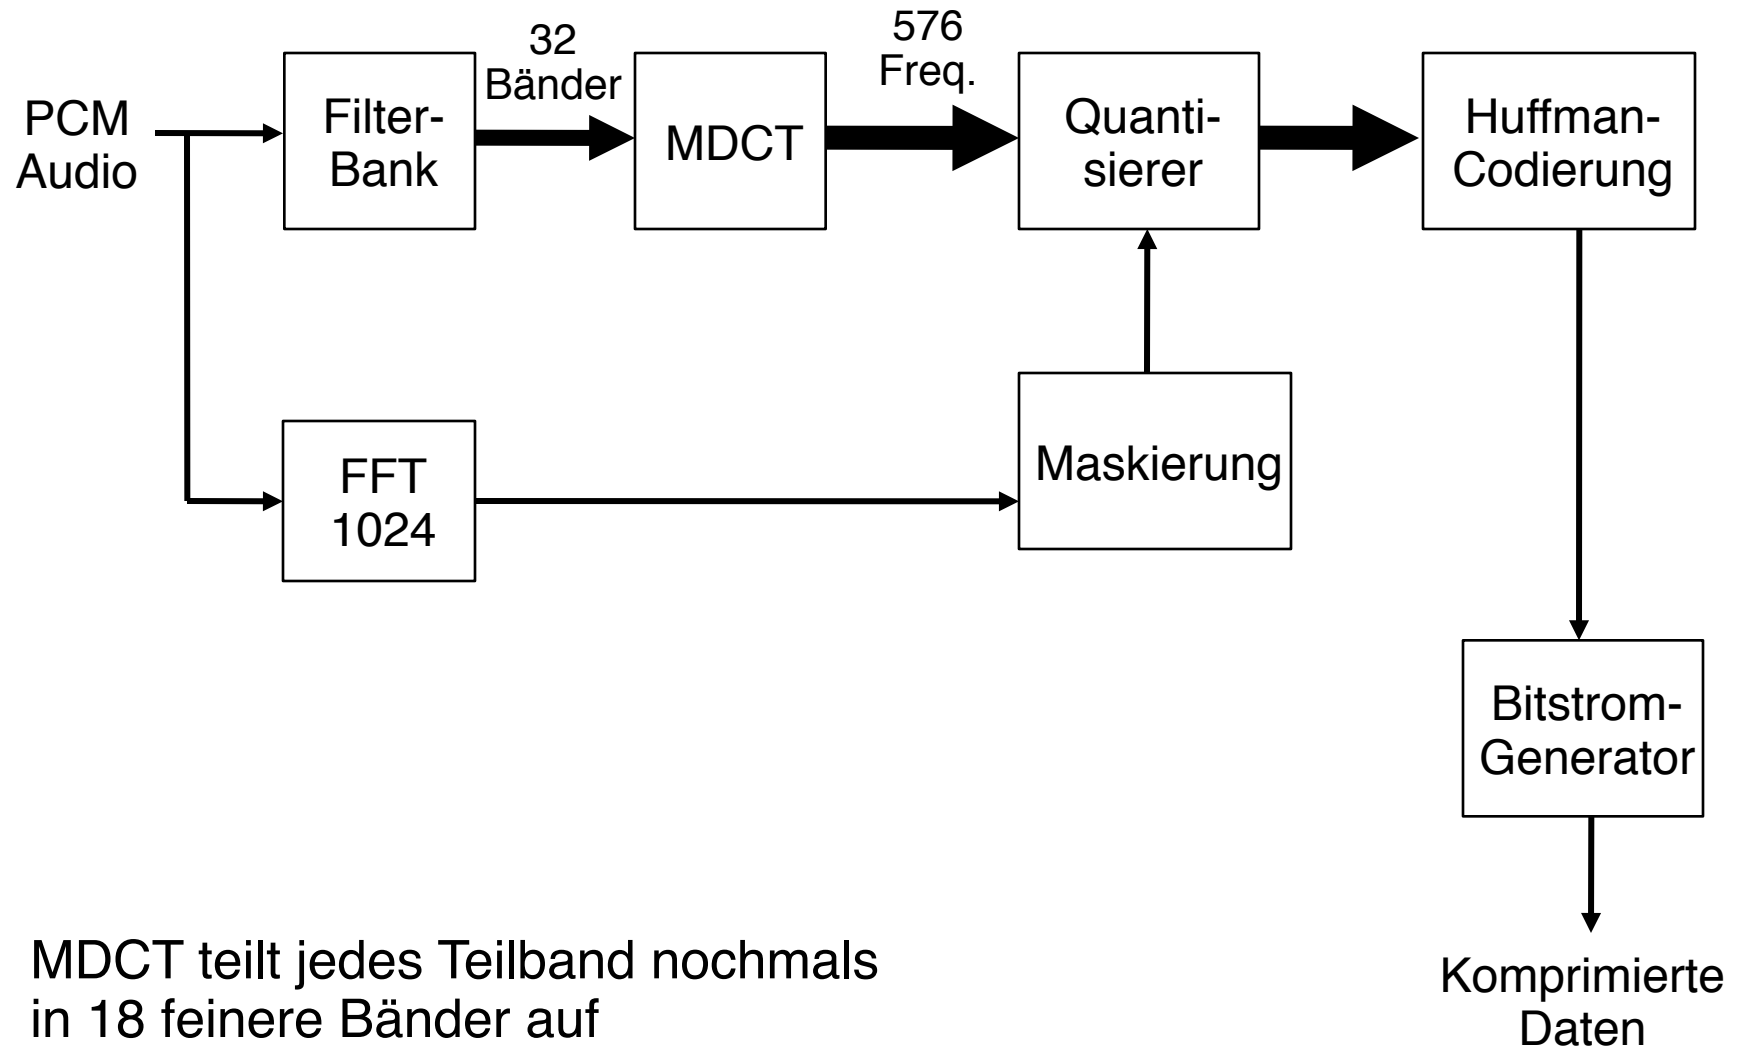 PCM
Audio
Filter-
Bank
32
Bänder
MDCT
576
Freq.
Quanti-
sierer
Huffman-
Codierung
FFT
1024
Maskierung
Bitstrom-
Generator
Komprimierte
Daten
MDCT teilt jedes Teilband nochmals
in 18 feinere Bänder auf